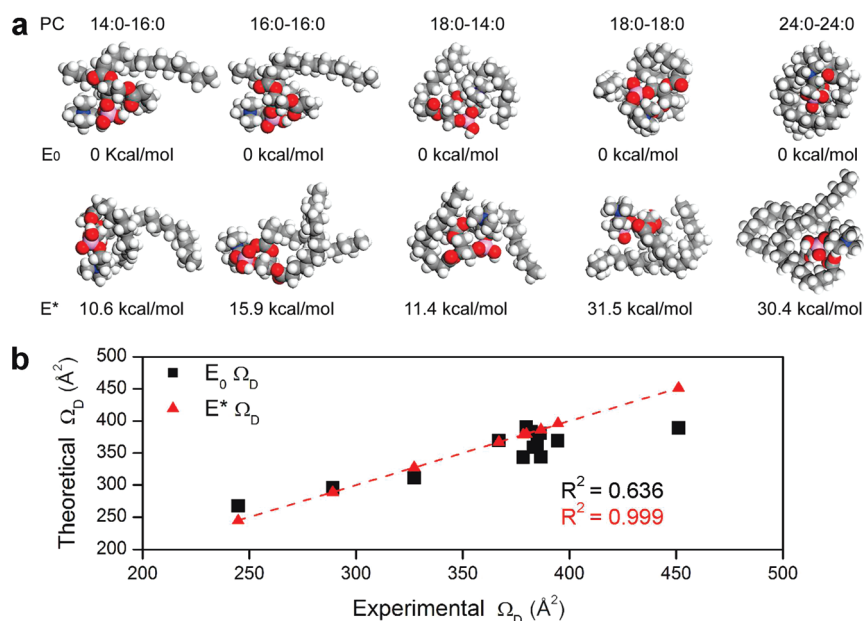 a PC 14:0-16:0 16:0-16:0 18:0-14:0 18:0-18:0 24:0-24:0
E₀ 0 Kcal/mol 0 kcal/mol 0 kcal/mol 0 kcal/mol 0 kcal/mol
E* 10.6 kcal/mol 15.9 kcal/mol 11.4 kcal/mol 31.5 kcal/mol 30.4 kcal/mol
b
Theoretical Ω_D (Å²)
500
450
400
350
300
250
200
E₀ Ω_D
E* Ω_D
R² = 0.636
R² = 0.999
200 250 300 350 400 450 500
Experimental Ω_D (Å²)